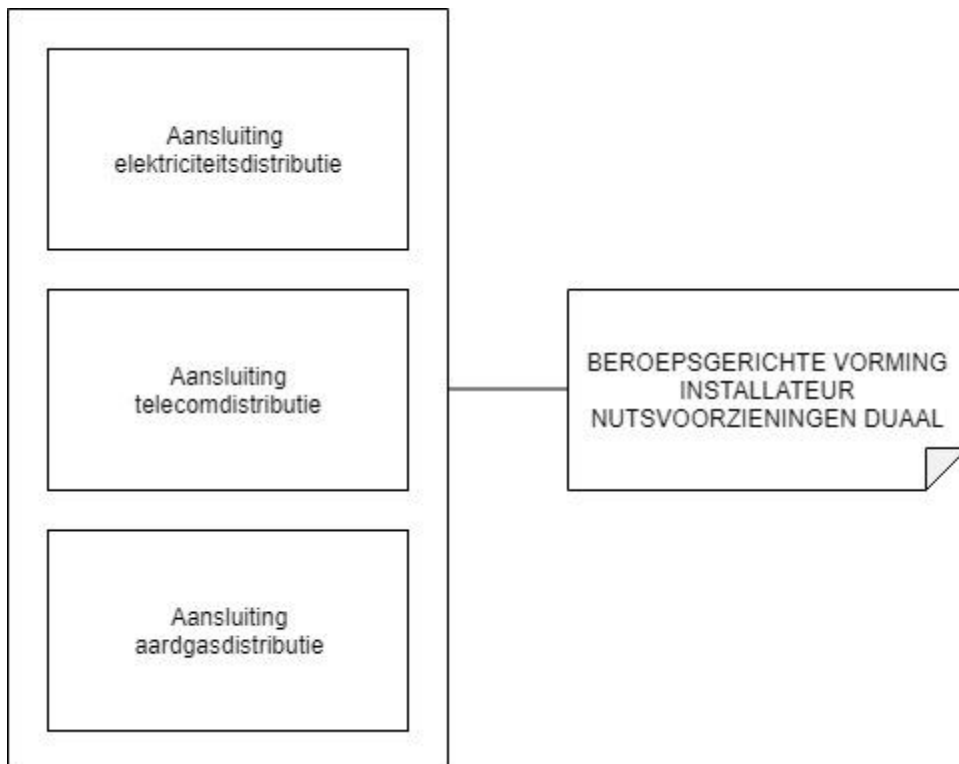 Aansluiting
elektriciteitsdistributie
Aansluiting
telecomdistributie
Aansluiting
aardgasdistributie
BEROEPSGERICHTE VORMING
INSTALLATEUR
NUTSVOORZIENINGEN DUAAL